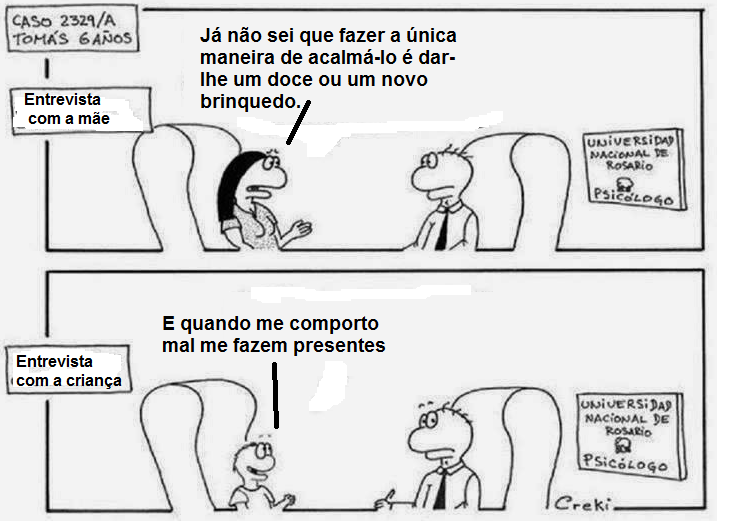 CASO 2329/A
TOMÁS 6 AÑOS
Já não sei que fazer a única
maneira de acalmá-lo é dar-
lhe um doce ou um novo
brinquedo.
Entrevista
com a mãe
UNIVERSIDAD
NACIONAL DE
ROSARIO
PSICÓLOGO
E quando me comporto
mal me fazem presentes
Entrevista
com a criança
UNIVERSIDAD
NACIONAL DE
ROSARIO
PSICÓLOGO
Creki